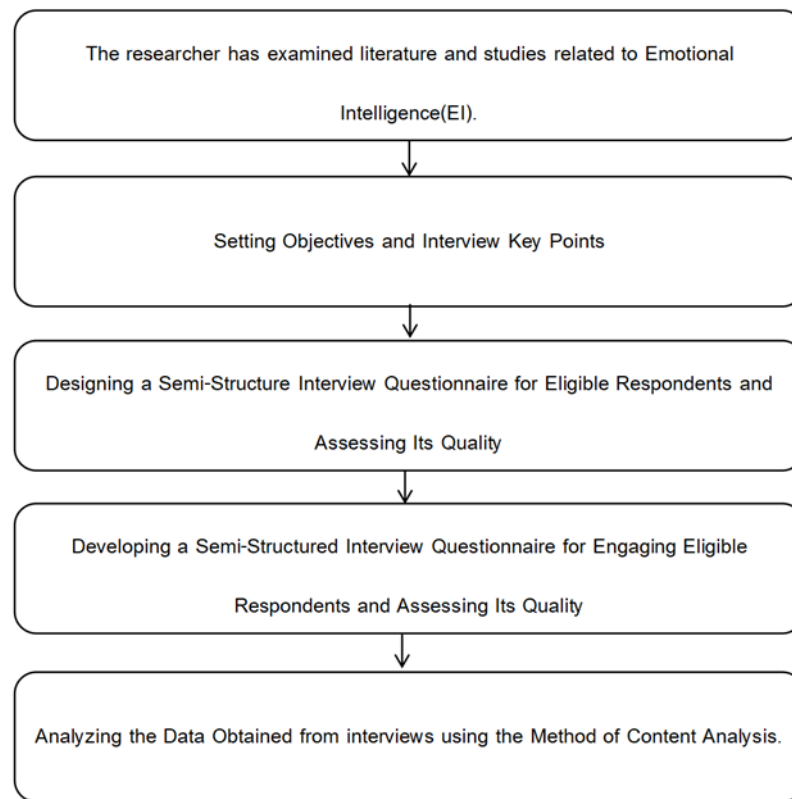 The researcher has examined literature and studies related to Emotional
Intelligence(EI).
Setting Objectives and Interview Key Points
Designing a Semi-Structure Interview Questionnaire for Eligible Respondents and
Assessing Its Quality
Developing a Semi-Structured Interview Questionnaire for Engaging Eligible
Respondents and Assessing Its Quality
Analyzing the Data Obtained from interviews using the Method of Content Analysis.